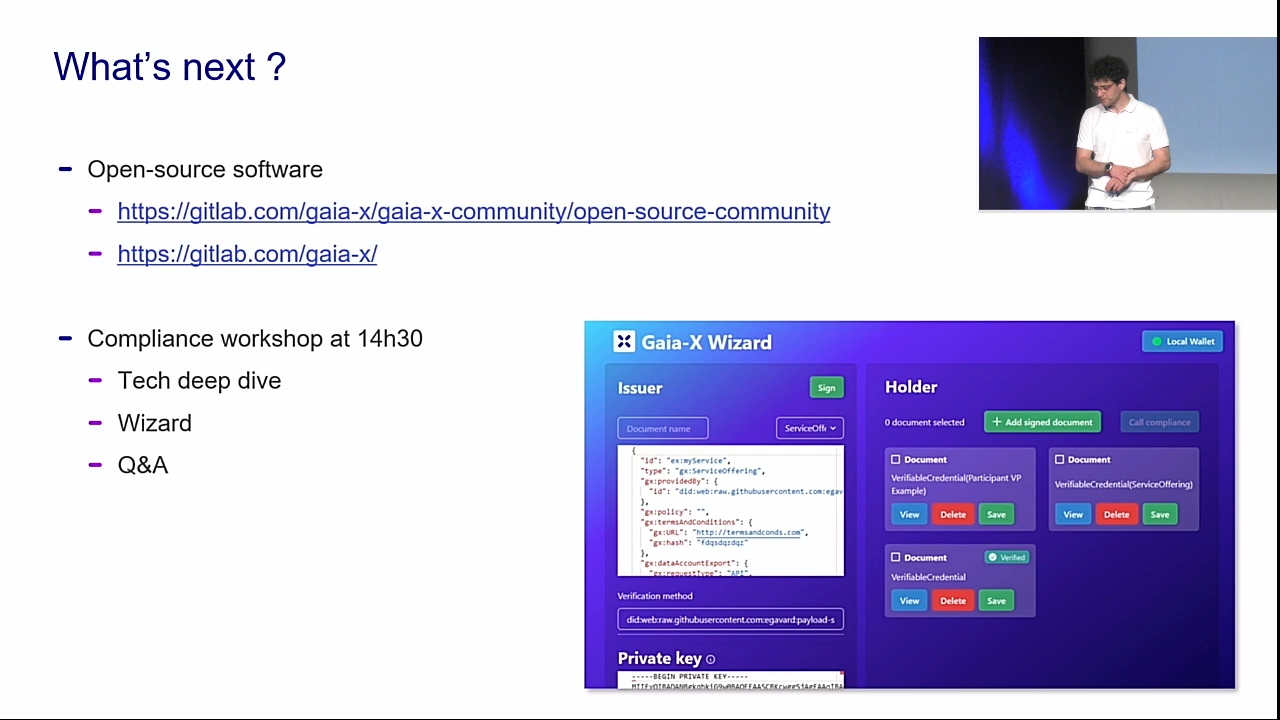 What's next ?
Open-source software
https://gitlab.com/gaia-x/gaia-x-community/open-source-community
https://gitlab.com/gaia-x/
Compliance workshop at 14h30
Tech deep dive
Wizard
Q&A
Gaia-X Wizard
Local Wallet
Issuer
Sign
Document name
ServiceOff
{
"id": "ex:myService",
"type": "gx:ServiceOffering",
"gx:providedBy": {
"id": "did:web:raw.githubusercontent.com:egav
},
"gx:policy": "",
"gx:termsAndConditions": {
"gx:URL": "http://termsandconds.com",
"gx:hash": "fdqsdqzdqz"
},
"gx:dataAccountExport": {
"gx:requestType": "API",
Verification method
did:web:raw.githubusercontent.com:egavard:payload-s
Private key
-----BEGIN PRIVATE KEY-----
Holder
0 document selected
+ Add signed document
Call compliance
Document
VerifiableCredential(Participant VP
Example)
View Delete Save
Document
VerifiableCredential(ServiceOffering)
View Delete Save
Document
Verified
VerifiableCredential
View Delete Save